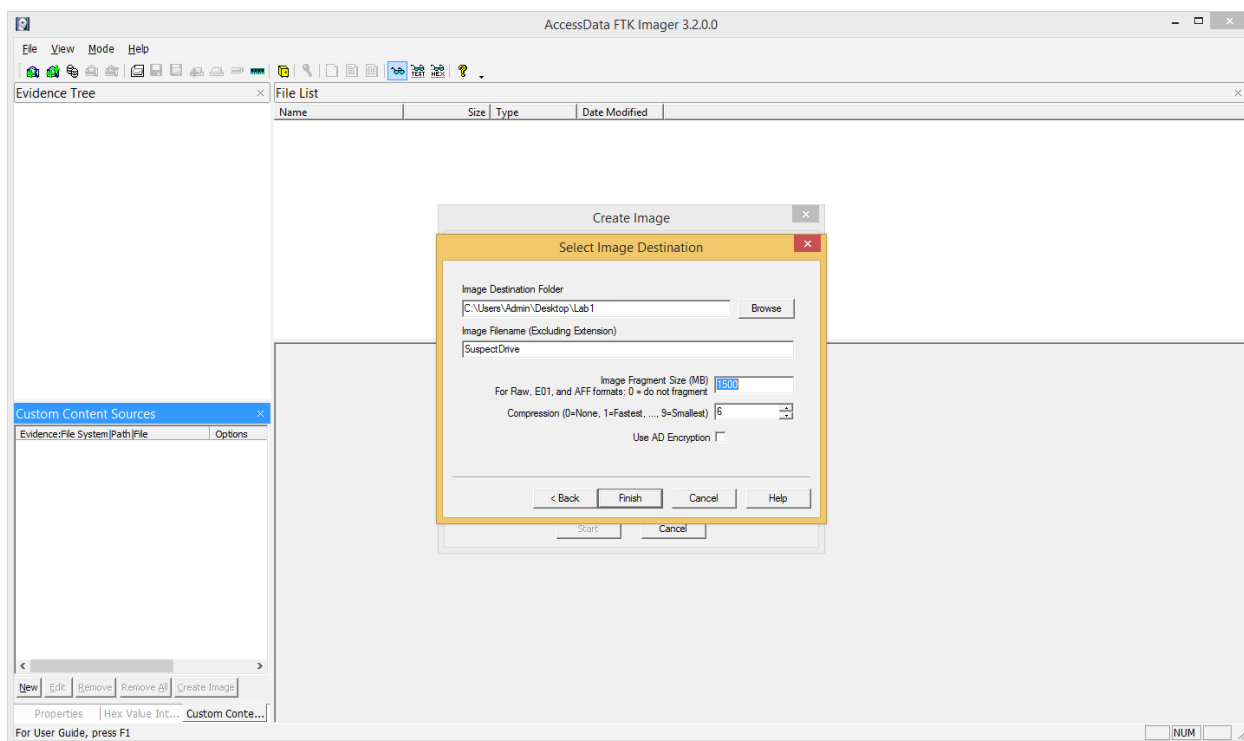 AccessData FTK Imager 3.2.0.0
File View Mode Help
TEXT HEX
Evidence Tree
File List
Name Size Type Date Modified
Create Image
Select Image Destination
Image Destination Folder
C:\Users\Admin\Desktop\Lab1
Browse
Image Filename (Excluding Extension)
SuspectDrive
Image Fragment Size (MB)
For Raw, E01, and AFF formats: 0 = do not fragment
1500
Compression (0=None, 1=Fastest, ..., 9=Smallest)
6
Use AD Encryption
< Back Finish Cancel Help
Start Cancel
Custom Content Sources
Evidence:File System|Path|File Options
New Edit Remove Remove All Create Image
Properties Hex Value Int... Custom Conte...
For User Guide, press F1
NUM